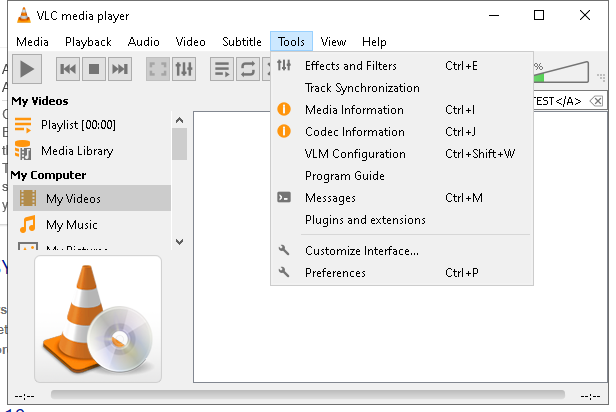 VLC media player
Media Playback Audio Video Subtitle Tools View Help
Effects and Filters Ctrl+E
Track Synchronization
Media Information Ctrl+I
Codec Information Ctrl+J
VLM Configuration Ctrl+Shift+W
Program Guide
Messages Ctrl+M
Plugins and extensions
Customize Interface...
Preferences Ctrl+P
%
TEST</A>
My Videos
Playlist [00:00]
Media Library
My Computer
My Videos
My Music
My Pictures
--:-- --:--